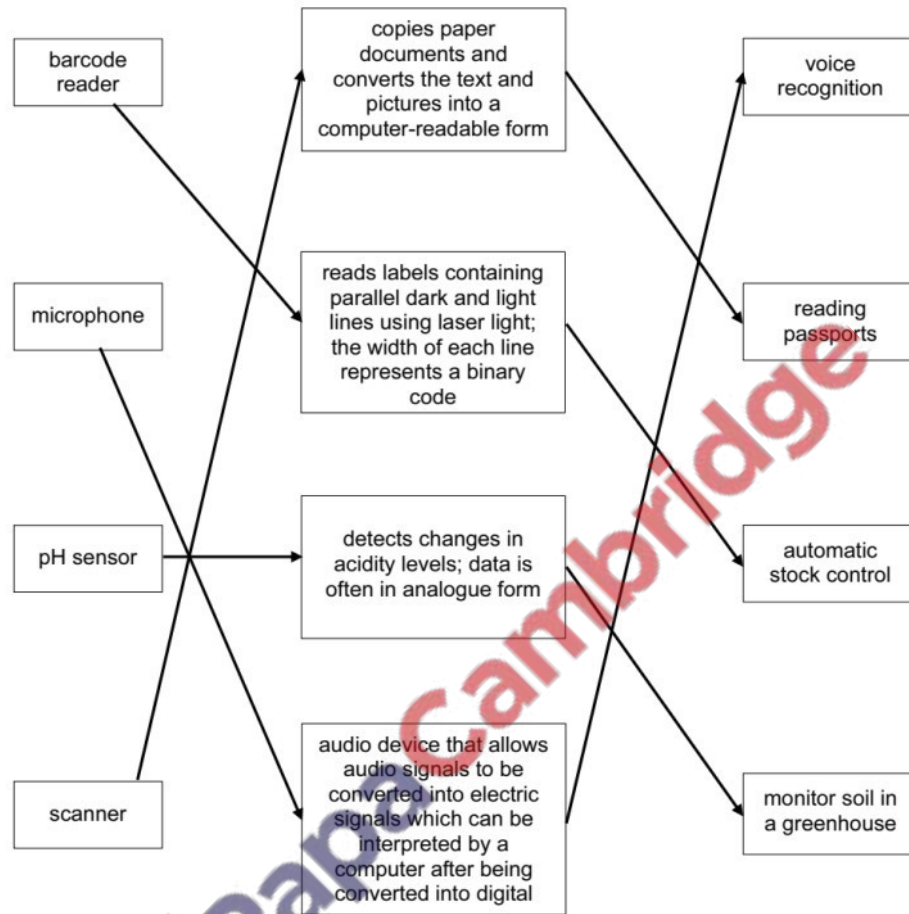 barcode
reader
microphone
pH sensor
scanner
copies paper
documents and
converts the text and
pictures into a
computer-readable form
reads labels containing
parallel dark and light
lines using laser light;
the width of each line
represents a binary
code
detects changes in
acidity levels; data is
often in analogue form
audio device that allows
audio signals to be
converted into electric
signals which can be
interpreted by a
computer after being
converted into digital
voice
recognition
reading
passports
automatic
stock control
monitor soil in
a greenhouse
PapaCambridge